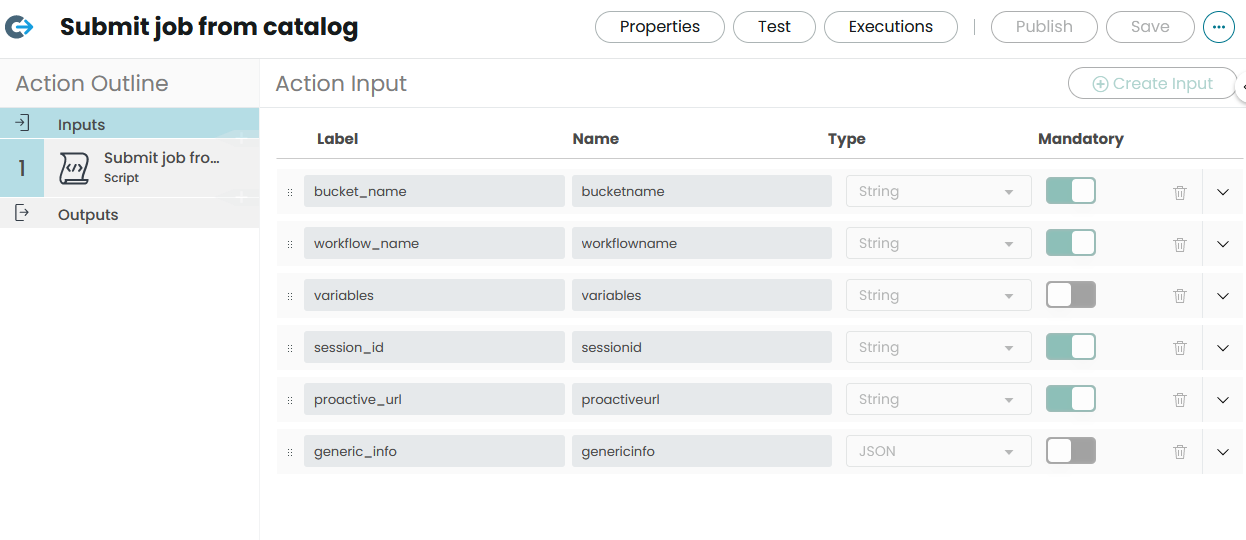 Submit job from catalog
Properties
Test
Executions
Publish
Save
Action Outline
Action Input
Create Input
Inputs
1
Submit job fro...
Script
Outputs
Label Name Type Mandatory
bucket_name bucketname String
workflow_name workflowname String
variables variables String
session_id sessionid String
proactive_url proactiveurl String
generic_info genericinfo JSON